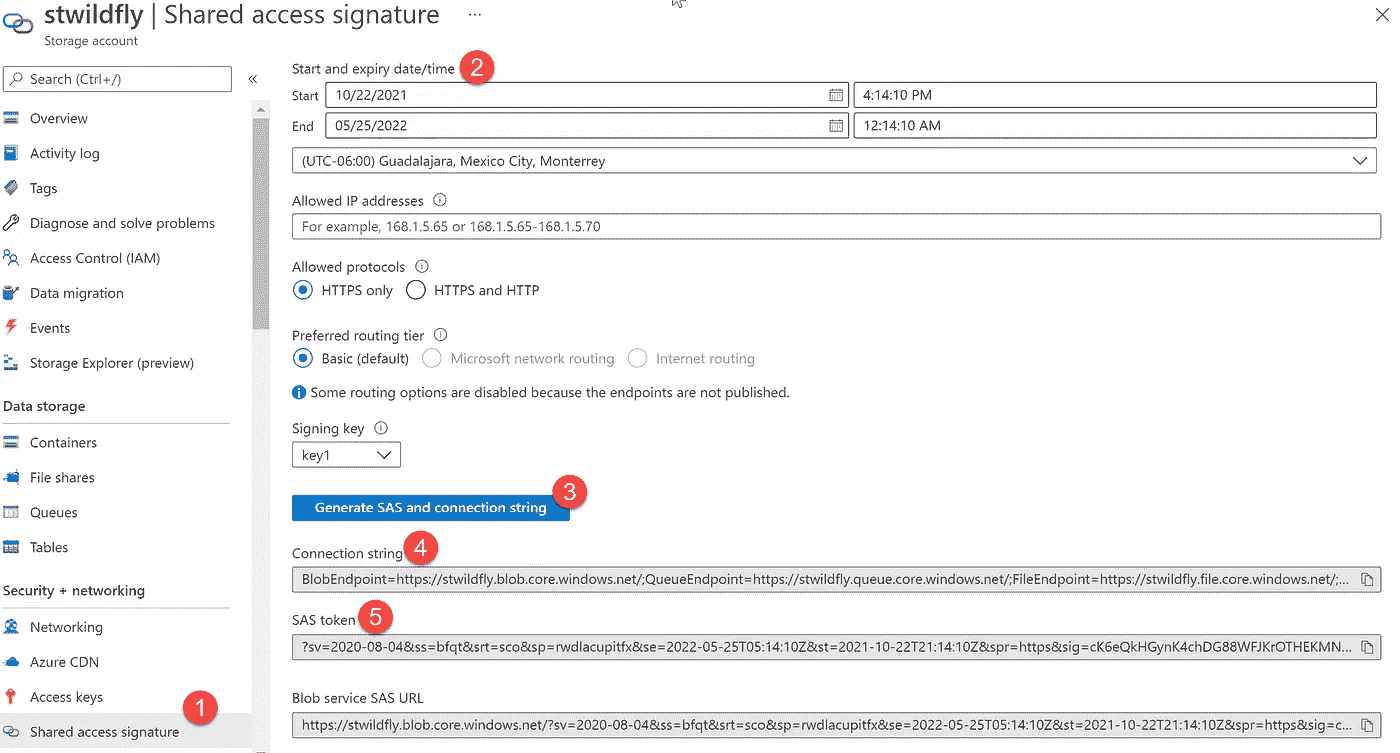 stwildfly | Shared access signature ...
Storage account
Search (Ctrl+/)
«
Overview
Activity log
Tags
Diagnose and solve problems
Access Control (IAM)
Data migration
Events
Storage Explorer (preview)
Data storage
Containers
File shares
Queues
Tables
Security + networking
Networking
Azure CDN
Access keys
Shared access signature
1
Start and expiry date/time
2
Start
10/22/2021
4:14:10 PM
End
05/25/2022
12:14:10 AM
(UTC-06:00) Guadalajara, Mexico City, Monterrey
Allowed IP addresses
For example, 168.1.5.65 or 168.1.5.65-168.1.5.70
Allowed protocols
HTTPS only
HTTPS and HTTP
Preferred routing tier
Basic (default)
Microsoft network routing
Internet routing
Some routing options are disabled because the endpoints are not published.
Signing key
key1
Generate SAS and connection string
3
Connection string
4
BlobEndpoint=https://stwildfly.blob.core.windows.net/;QueueEndpoint=https://stwildfly.queue.core.windows.net/;FileEndpoint=https://stwildfly.file.core.windows.net/;...
SAS token
5
?sv=2020-08-04&ss=bfqt&srt=sco&sp=rwdlacupitfx&se=2022-05-25T05:14:10Z&st=2021-10-22T21:14:10Z&spr=https&sig=cK6eQkHGynK4chDG88WFJKrOTHEKMN...
Blob service SAS URL
https://stwildfly.blob.core.windows.net/?sv=2020-08-04&ss=bfqt&srt=sco&sp=rwdlacupitfx&se=2022-05-25T05:14:10Z&st=2021-10-22T21:14:10Z&spr=https&sig=c...